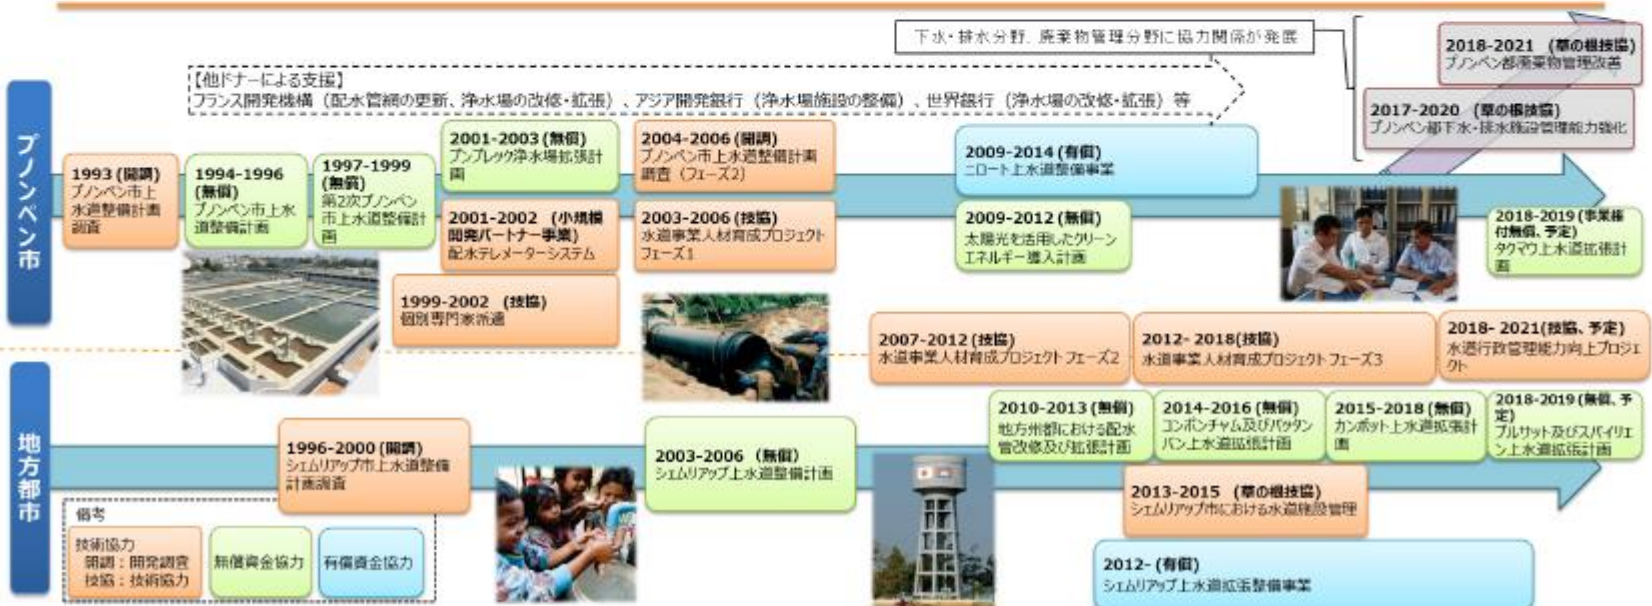 下水・排水分野、廃棄物管理分野に協力関係が発展
2018-2021 (草の根技協)
プノンペン都廃棄物管理改善
2017-2020 (草の根技協)
プノンペン都下水・排水施設管理能力強化
【他ドナーによる支援】
フランス開発機構（配水管網の更新、浄水場の改修・拡張）、アジア開発銀行（浄水場施設の整備）、世界銀行（浄水場の改修・拡張）等
プノンペン市
1993 (開調)
プノンペン市上
水道整備計画
調査
1994-1996
(無償)
プノンペン市上水
道整備計画
1997-1999
(無償)
第2次プノンペン
市上水道整備計
画
2001-2003 (無償)
プンプレック浄水場拡張計
画
2001-2002 (小規模
開発パートナー事業)
配水テレメーターシステム
1999-2002 (技協)
個別専門家派遣
2004-2006 (開調)
プノンペン市上水道整備計画
調査（フェーズ2）
2003-2006 (技協)
水道事業人材育成プロジェクト
フェーズ1
2009-2014 (有償)
ニロート上水道整備事業
2009-2012 (無償)
太陽光を活用したクリーン
エネルギー導入計画
2018-2019 (事業権
付無償、予定)
タクマウ上水道拡張計
画
2007-2012 (技協)
水道事業人材育成プロジェクト フェーズ2
2012- 2018(技協)
水道事業人材育成プロジェクト フェーズ3
2018- 2021(技協、予定)
水道行政管理能力向上プロジェ
クト
地方都市
1996-2000 (開調)
シェムリアップ市上水道整備
計画調査
2003-2006 (無償)
シェムリアップ上水道整備計画
2010-2013 (無償)
地方州都における配水
管改修及び拡張計画
2014-2016 (無償)
コンポンチャム及びバッタン
バン上水道拡張計画
2015-2018 (無償)
カンポット上水道拡張計
画
2018-2019 (無償、予
定)
プルサット及びスバイリエ
ン上水道拡張計画
2013-2015 (草の根技協)
シェムリアップ市における水道施設管理
2012- (有償)
シェムリアップ上水道拡張整備事業
備考
技術協力
開調：開発調査
技協：技術協力
無償資金協力
有償資金協力